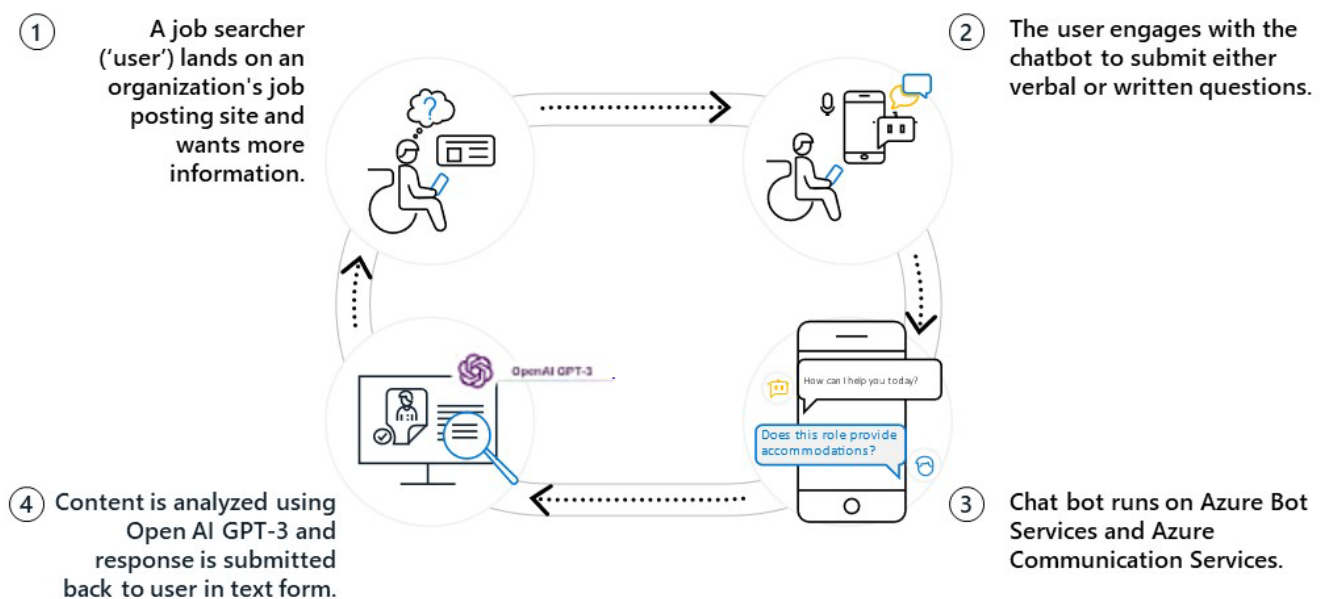 1
A job searcher
('user') lands on an
organization's job
posting site and
wants more
information.
2
The user engages with the
chatbot to submit either
verbal or written questions.
?
OpenAI GPT-3
How can I help you today?
Does this role provide
accommodations?
3
Chat bot runs on Azure Bot
Services and Azure
Communication Services.
4
Content is analyzed using
Open AI GPT-3 and
response is submitted
back to user in text form.